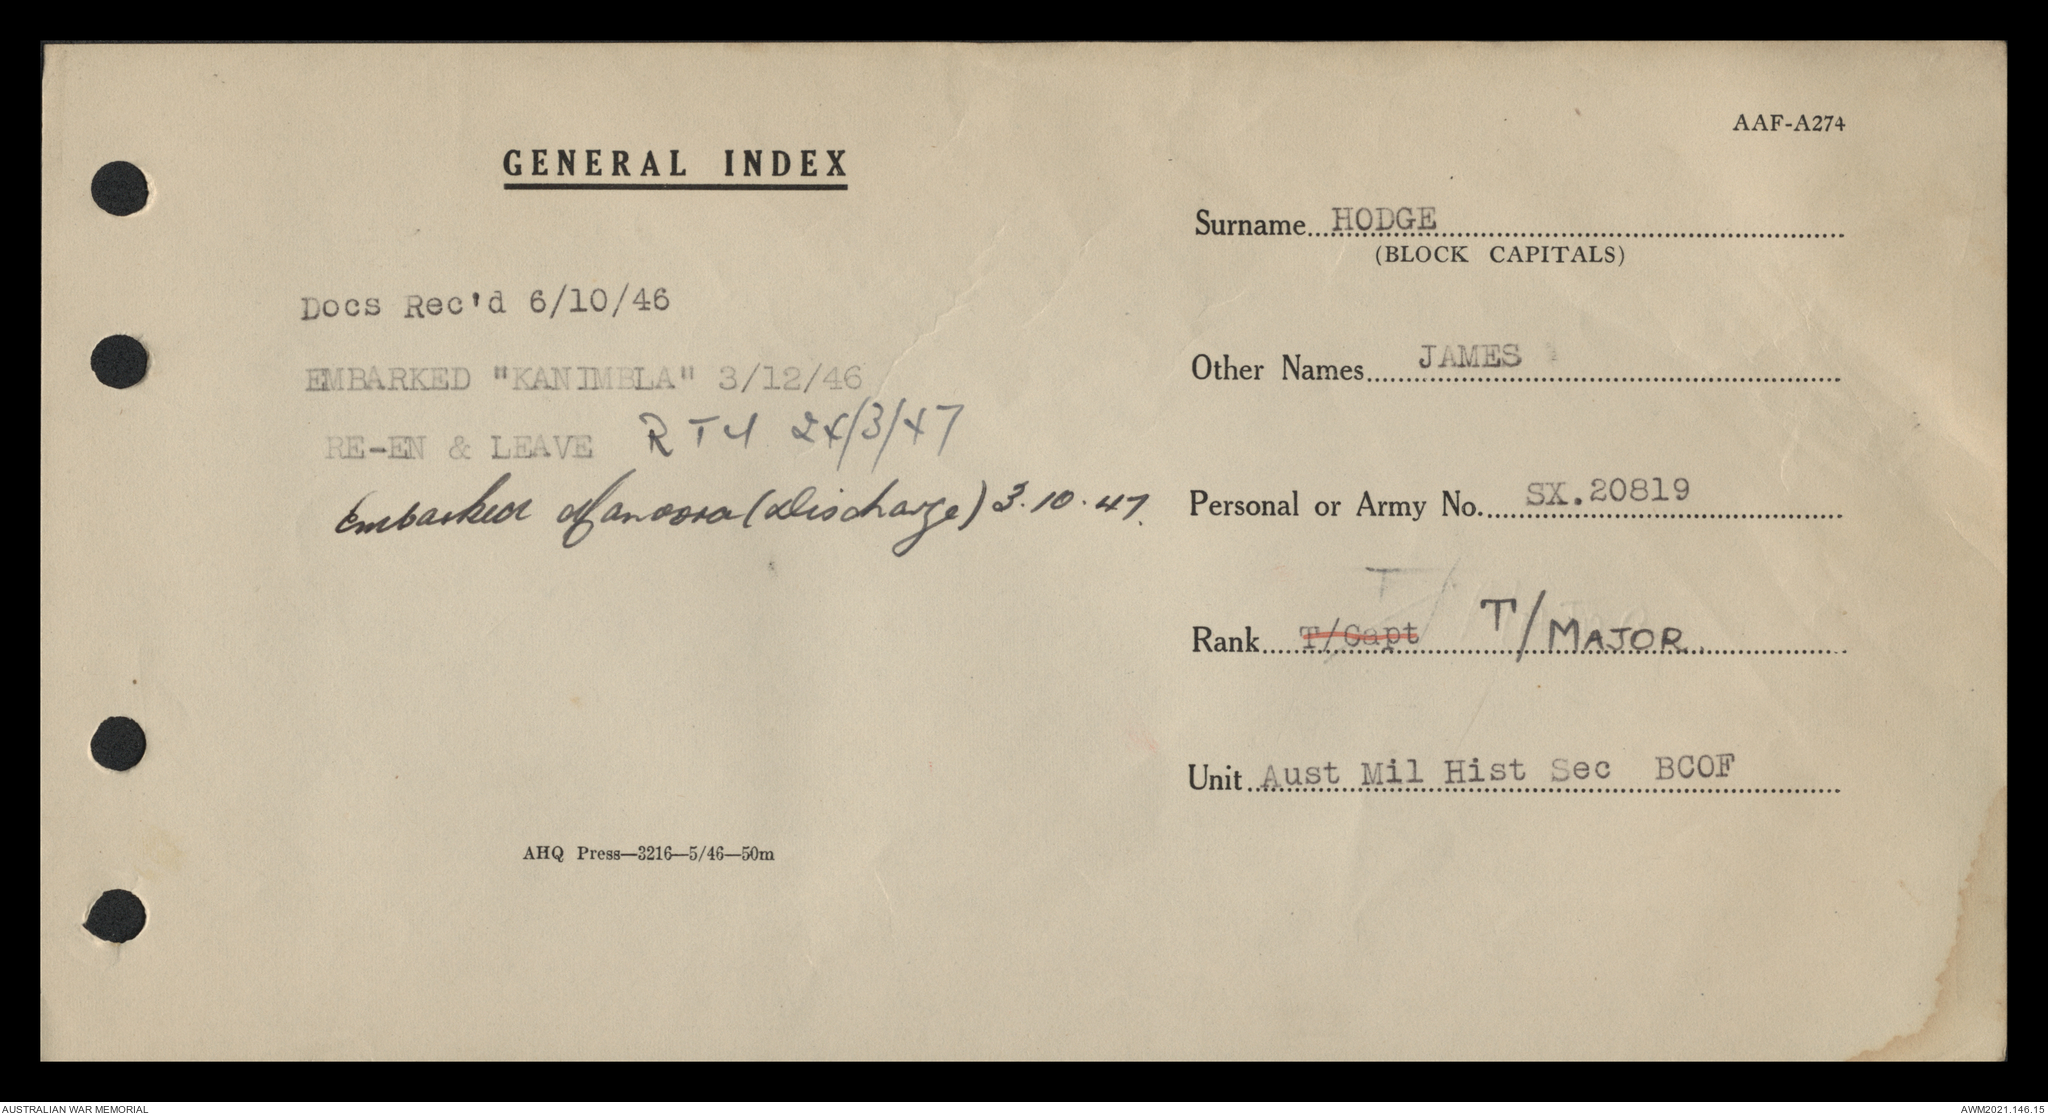 AAF-A274
GENERAL INDEX
Docs Rec'd 6/10/46
EMBARKED "KANIMBLA" 3/12/46
RE-EN & LEAVE RTU 24/3/47
Embarked Manoora (Discharge) 3.10.47.
AHQ Press—3216—5/46—50m
Surname HODGE
(BLOCK CAPITALS)
Other Names JAMES
Personal or Army No. SX.20819
Rank T/Capt T/MAJOR.
Unit Aust Mil Hist Sec BCOF
AUSTRALIAN WAR MEMORIAL
AWM2021.146.15